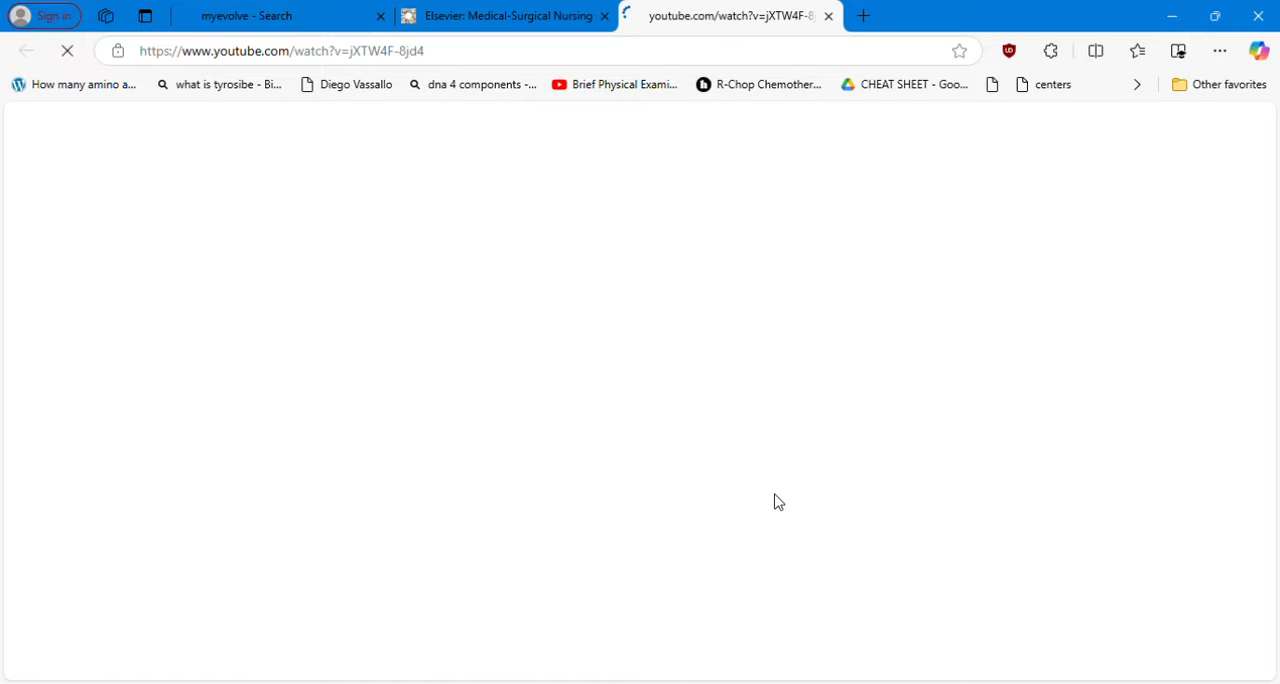 Sign in
myevolve - Search
Elsevier: Medical-Surgical Nursing
youtube.com/watch?v=jXTW4F-8j
https://www.youtube.com/watch?v=jXTW4F-8jd4
How many amino a...
what is tyrosibe - Bi...
Diego Vassallo
dna 4 components -...
Brief Physical Exami...
R-Chop Chemother...
CHEAT SHEET - Goo...
centers
Other favorites